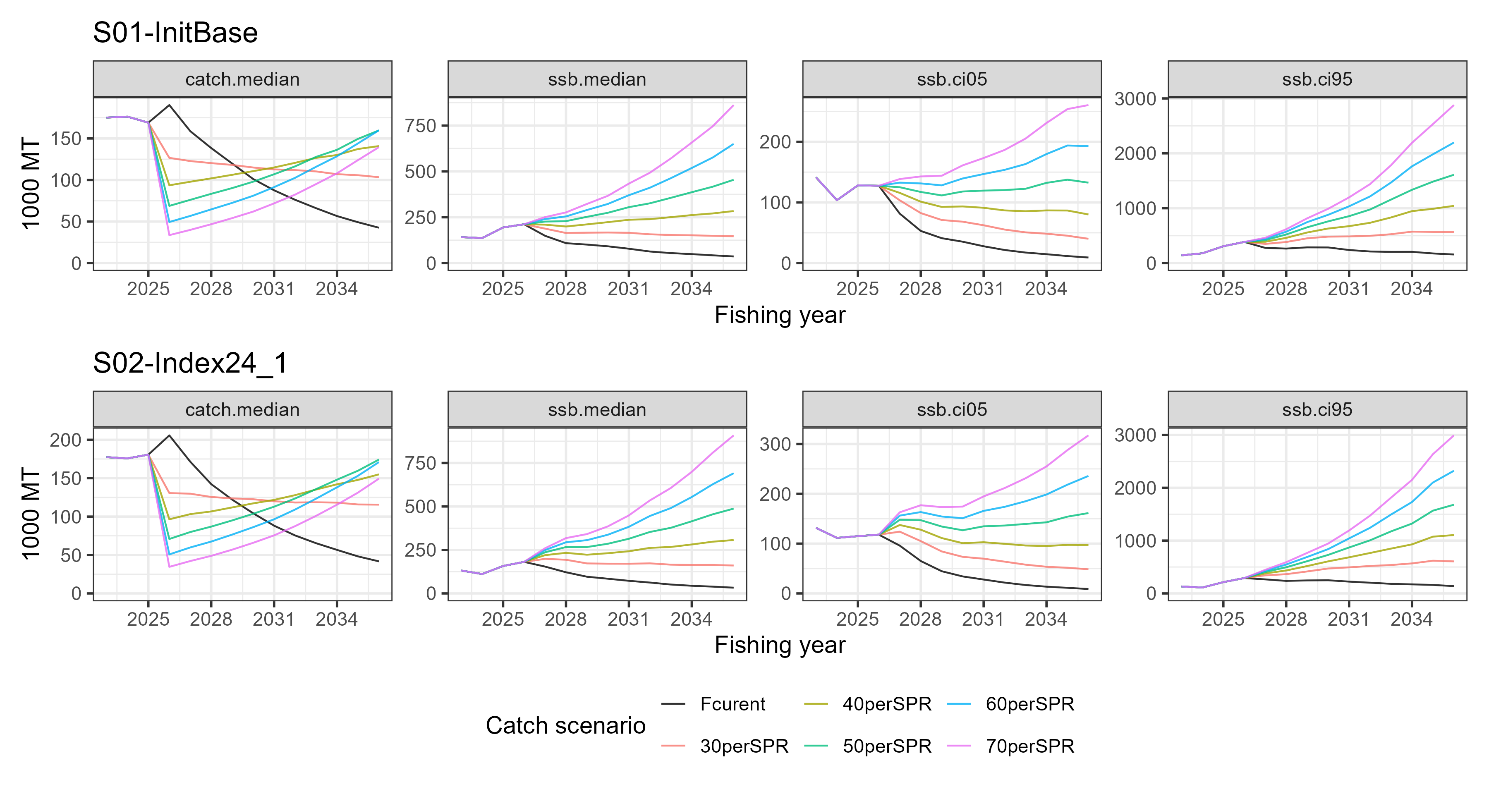 S01-InitBase
catch.median ssb.median ssb.ci05 ssb.ci95
1000 MT
150
100
50
0
750
500
250
0
200
100
0
3000
2000
1000
0
2025 2028 2031 2034 2025 2028 2031 2034 2025 2028 2031 2034 2025 2028 2031 2034
Fishing year
S02-Index24_1
catch.median ssb.median ssb.ci05 ssb.ci95
1000 MT
200
150
100
50
0
750
500
250
0
300
200
100
0
3000
2000
1000
0
2025 2028 2031 2034 2025 2028 2031 2034 2025 2028 2031 2034 2025 2028 2031 2034
Fishing year
Catch scenario
Fcurent 40perSPR 60perSPR
30perSPR 50perSPR 70perSPR